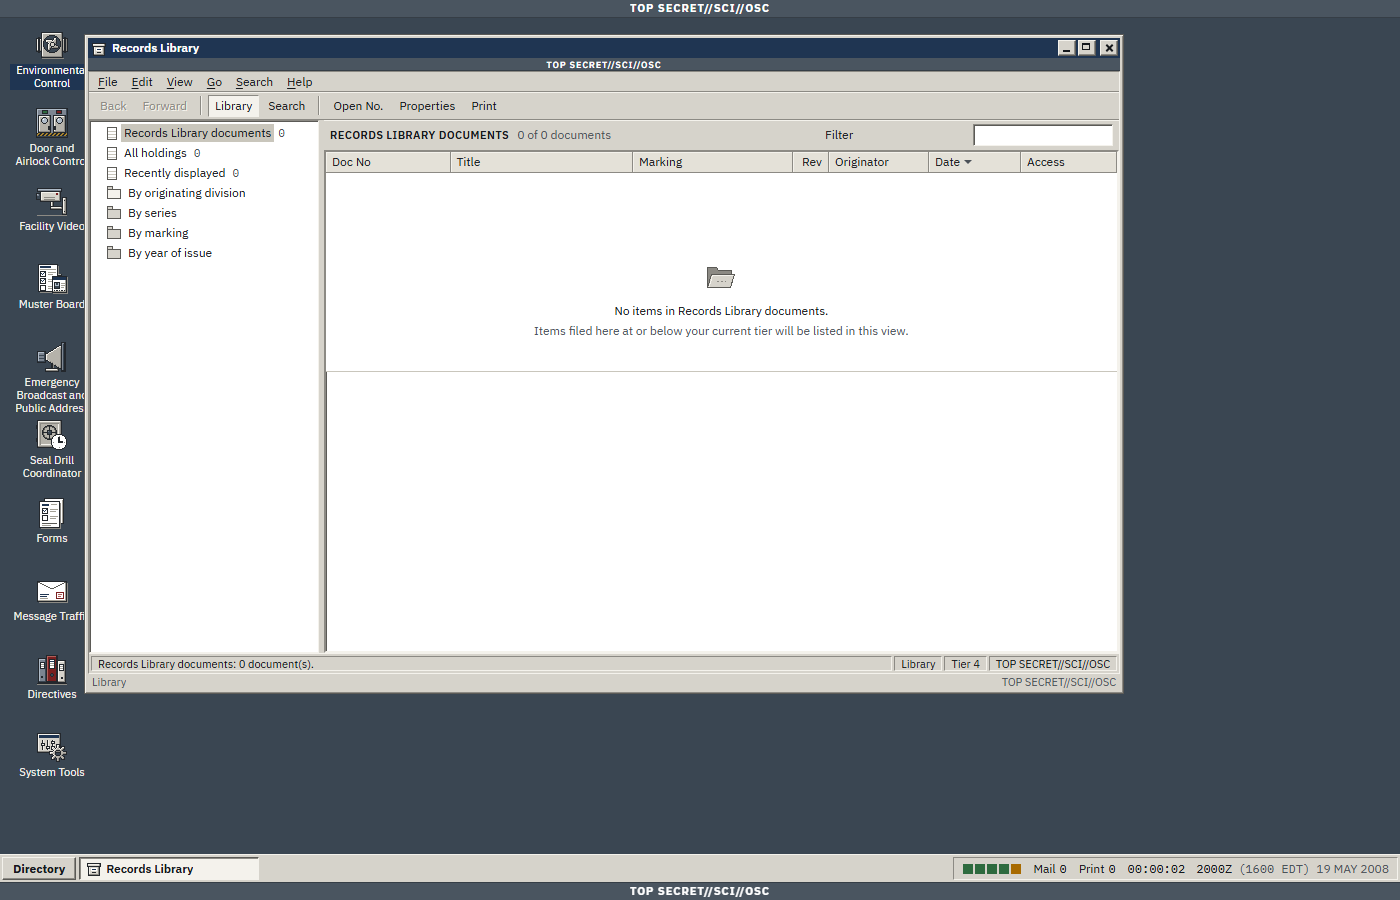 TOP SECRET//SCI//OSC
Environmenta
Control
Door and
Airlock Contro
Facility Video
Muster Board
Emergency
Broadcast and
Public Addres
Seal Drill
Coordinator
Forms
Message Traffi
Directives
System Tools
Records Library
TOP SECRET//SCI//OSC
File Edit View Go Search Help
Back Forward Library Search Open No. Properties Print
Records Library documents 0
All holdings 0
Recently displayed 0
By originating division
By series
By marking
By year of issue
RECORDS LIBRARY DOCUMENTS 0 of 0 documents Filter
Doc No Title Marking Rev Originator Date Access
No items in Records Library documents.
Items filed here at or below your current tier will be listed in this view.
Records Library documents: 0 document(s). Library Tier 4 TOP SECRET//SCI//OSC
Library TOP SECRET//SCI//OSC
Directory Records Library Mail 0 Print 0 00:00:02 2000Z (1600 EDT) 19 MAY 2008
TOP SECRET//SCI//OSC